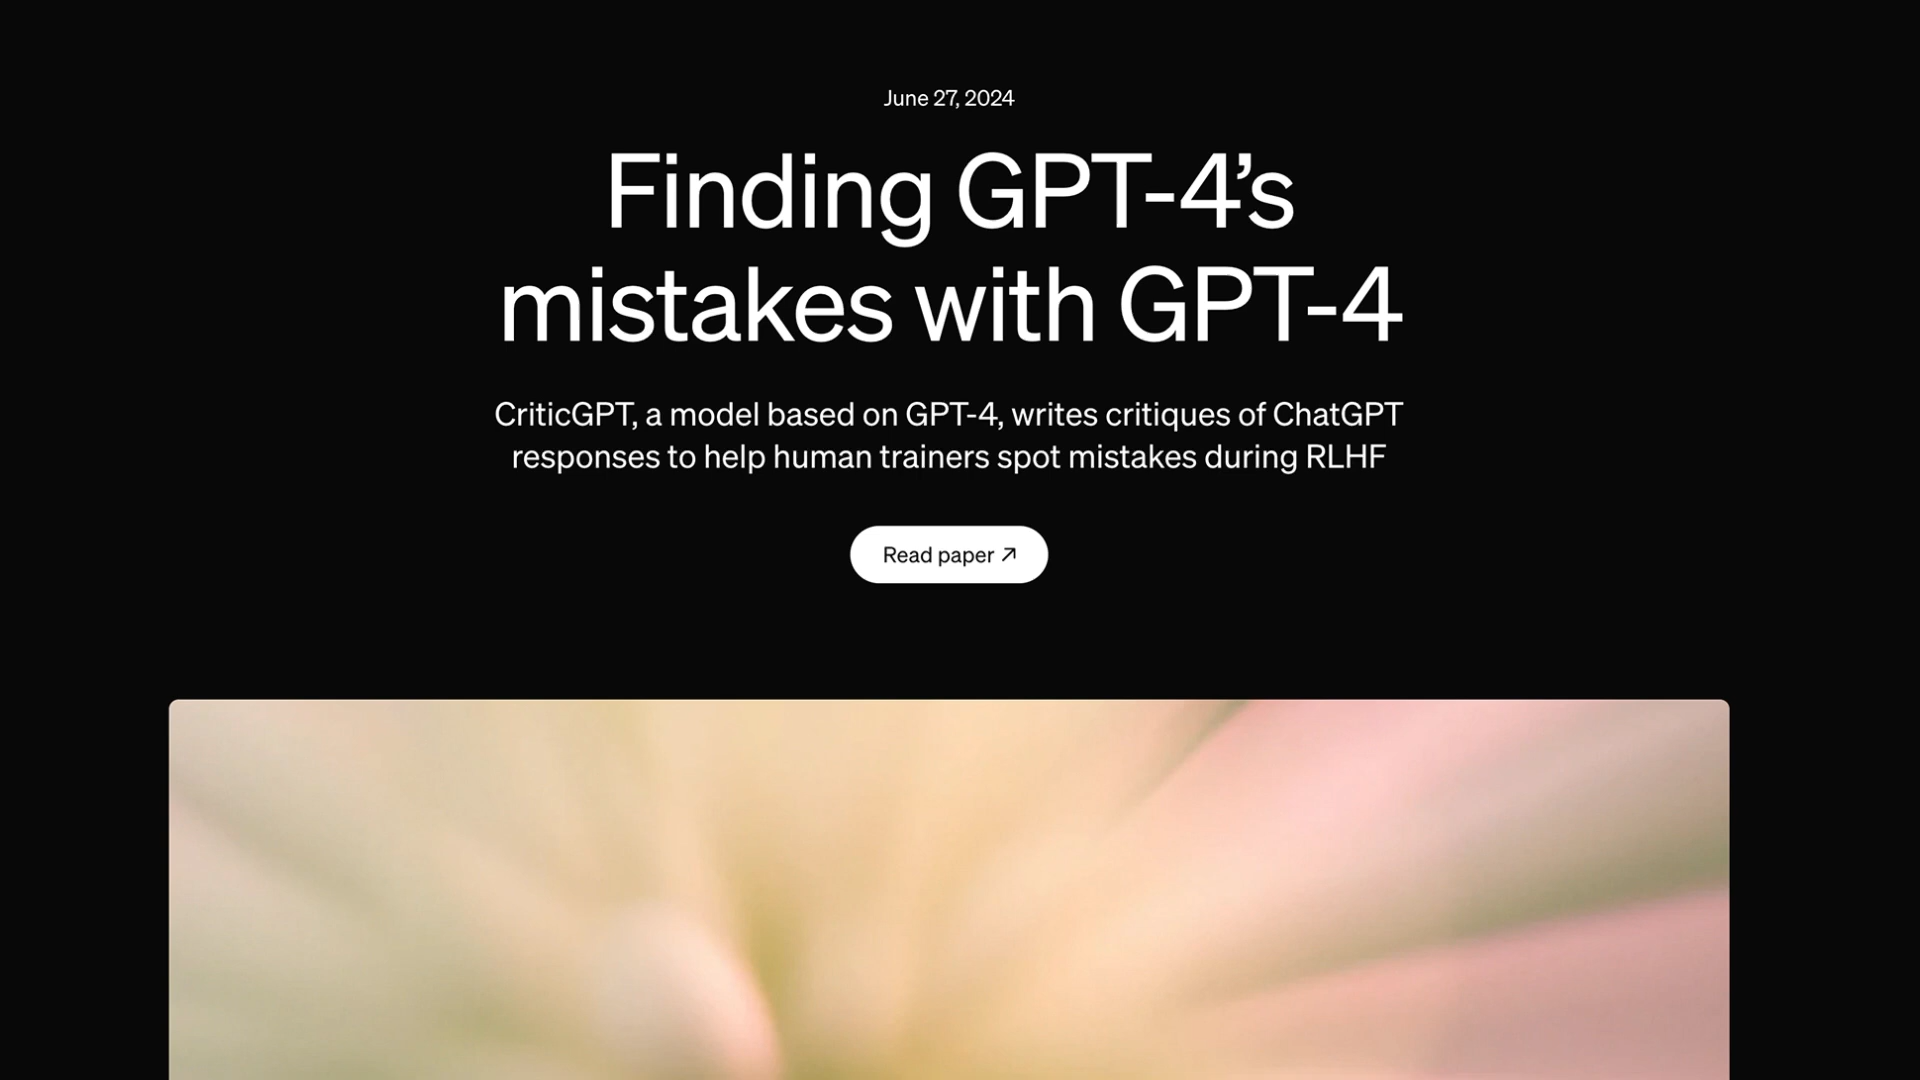 June 27, 2024
Finding GPT-4’s
mistakes with GPT-4
CriticGPT, a model based on GPT-4, writes critiques of ChatGPT
responses to help human trainers spot mistakes during RLHF
Read paper ↗